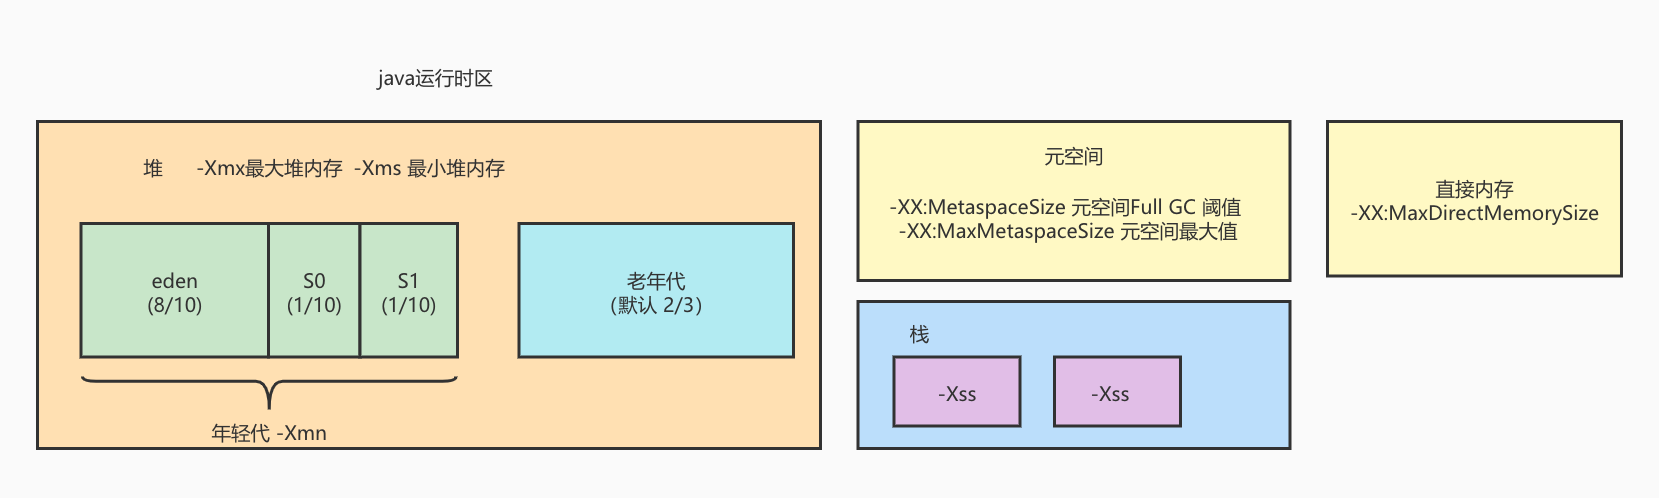 java运行时区
堆 -Xmx最大堆内存 -Xms 最小堆内存
eden
(8/10)
S0
(1/10)
S1
(1/10)
老年代
（默认 2/3）
年轻代 -Xmn
元空间
-XX:MetaspaceSize 元空间Full GC 阈值
-XX:MaxMetaspaceSize 元空间最大值
栈
-Xss
-Xss
直接内存
-XX:MaxDirectMemorySize